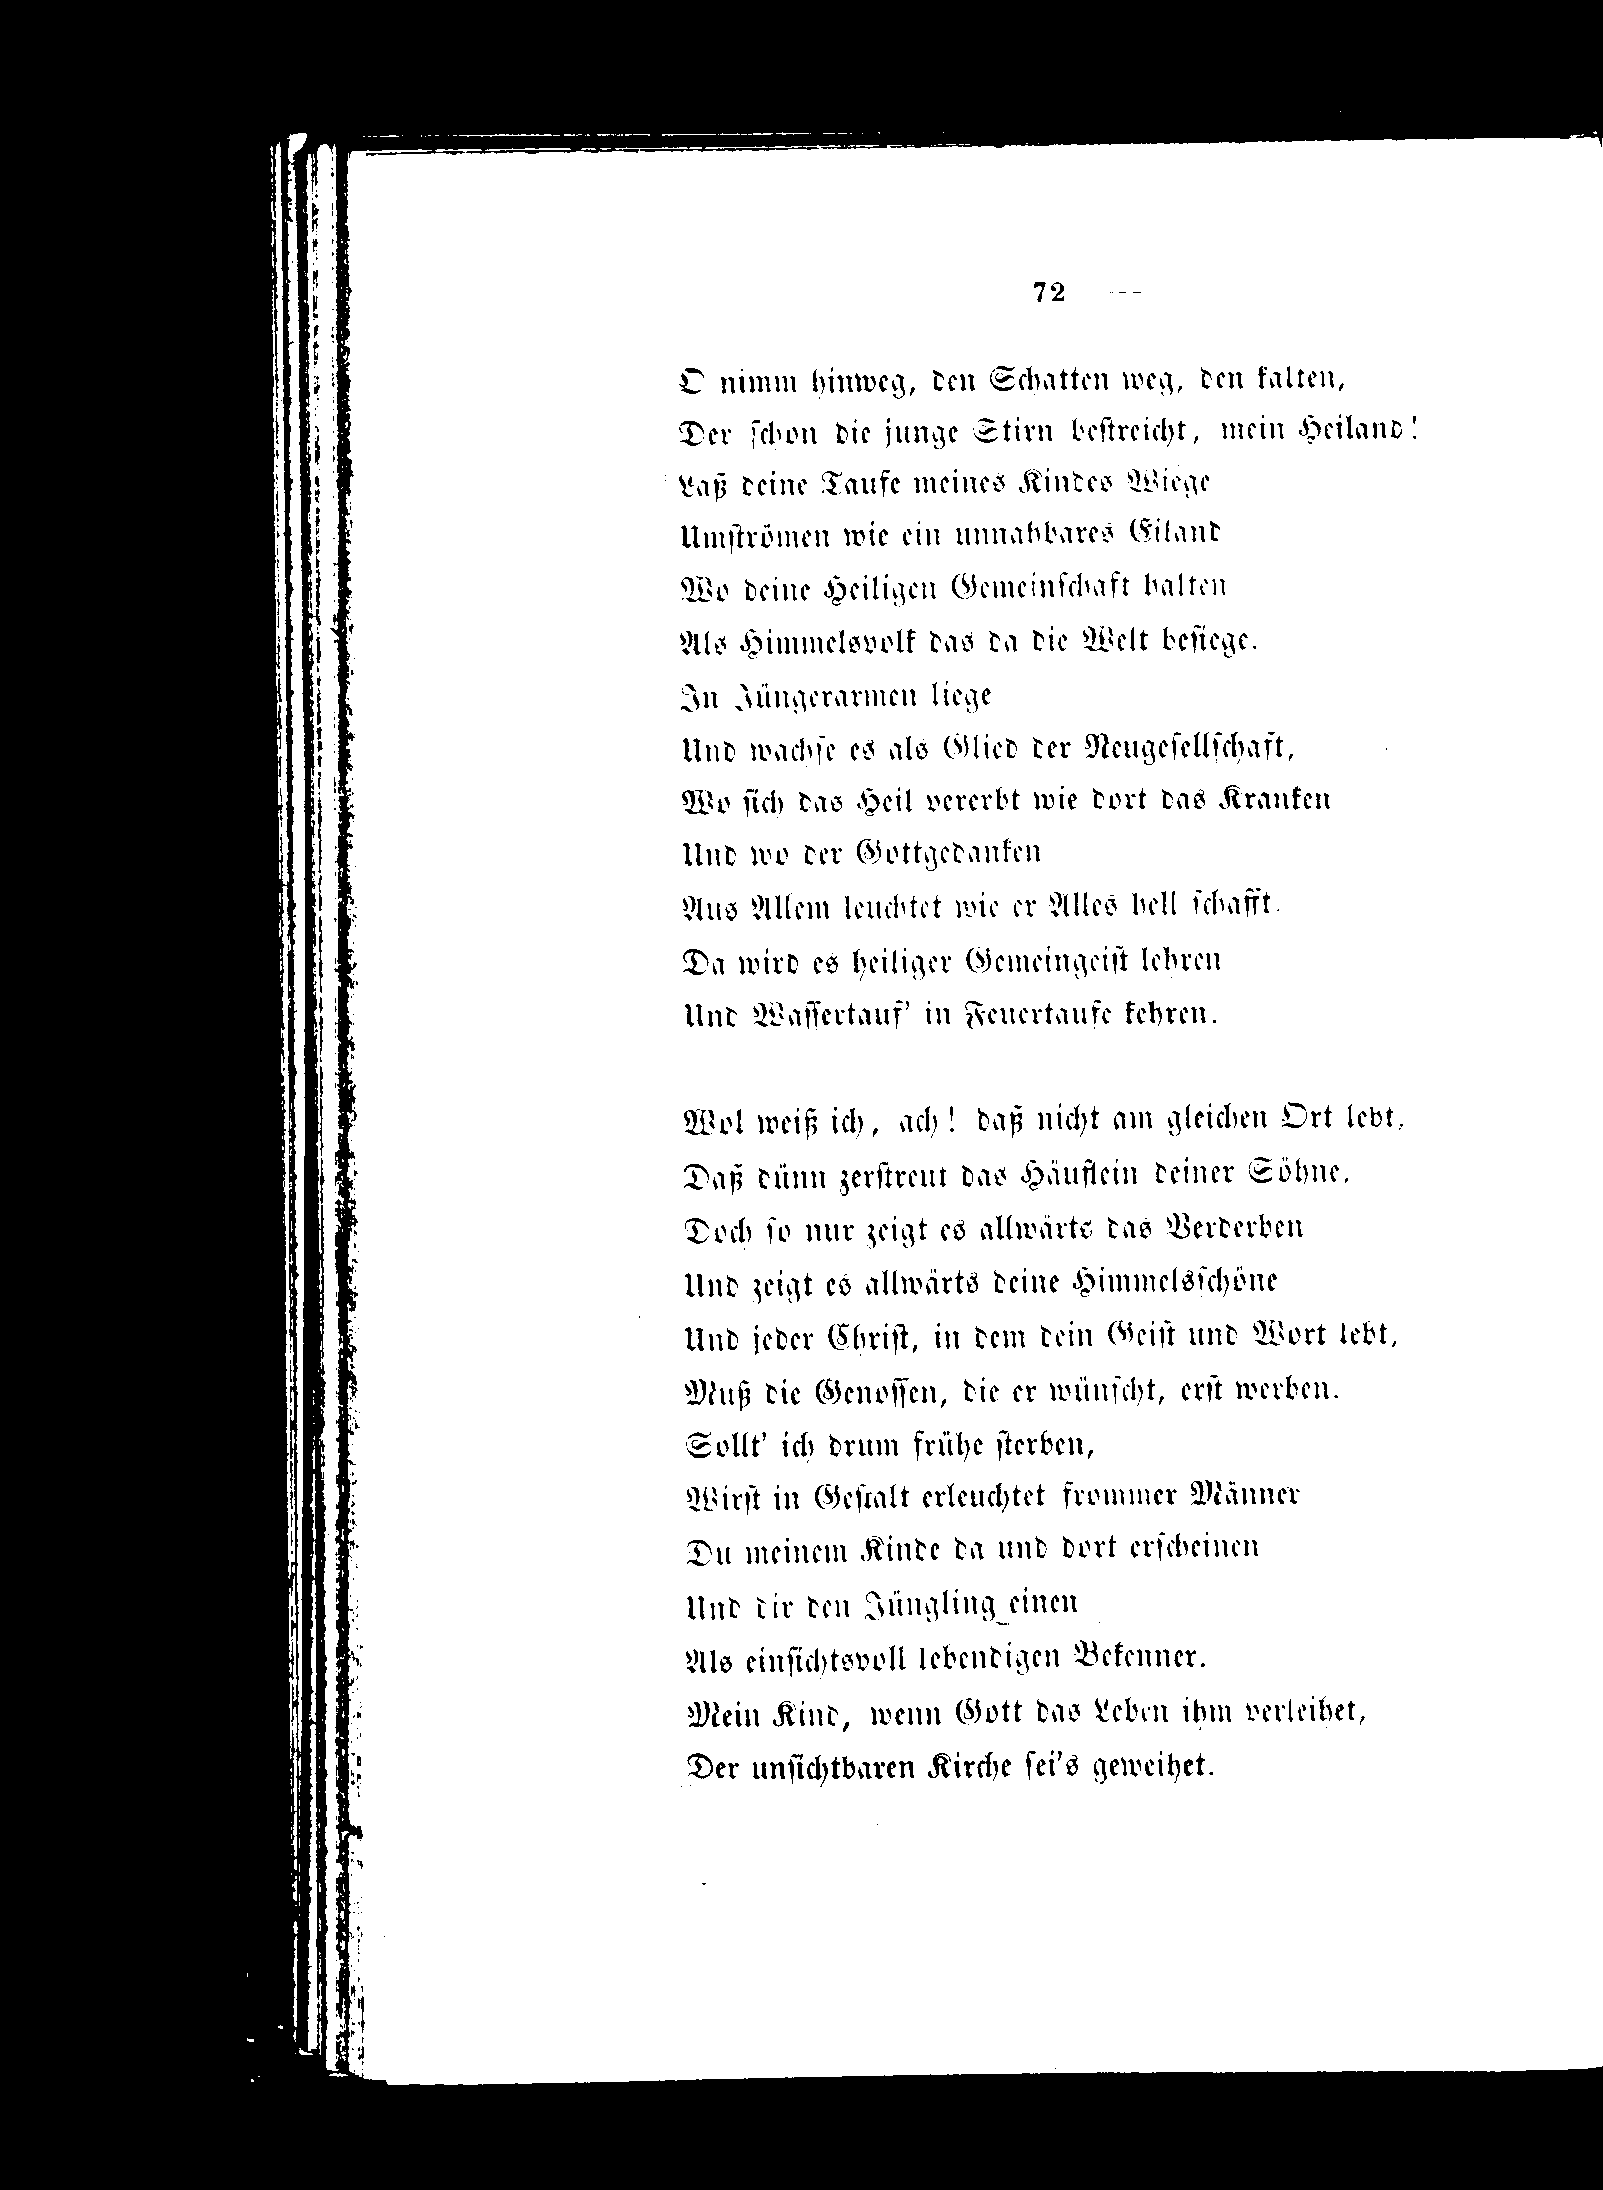 72 —
O nimm hinweg, den Schatten weg, den kalten,
Der ſchon die junge Stirn beſtreicht, mein Heiland!
Laß deine Taufe meines Kindes Wiege
Umſtrömen wie ein unnahbares Eiland
Wo deine Heiligen Gemeinſchaft halten
Als Himmelsvolk das da die Welt beſiege.
In Jüngerarmen liege
Und wachſe es als Glied der Neugeſellſchaft,
Wo ſich das Heil vererbt wie dort das Kranken
Und wo der Gottgedanken
Aus Allem leuchtet wie er Alles hell ſchafft.
Da wird es heiliger Gemeingeiſt lehren
Und Waſſertauf' in Feuertaufe kehren.
Wol weiß ich, ach! daß nicht am gleichen Ort lebt,
Daß dünn zerſtreut das Häuflein deiner Söhne.
Doch ſo nur zeigt es allwärts das Verderben
Und zeigt es allwärts deine Himmelsſchöne
Und jeder Chriſt, in dem dein Geiſt und Wort lebt,
Muß die Genoſſen, die er wünſcht, erſt werben.
Sollt' ich drum frühe ſterben,
Wirſt in Geſtalt erleuchtet frommer Männer
Du meinem Kinde da und dort erſcheinen
Und dir den Jüngling einen
Als einſichtsvoll lebendigen Bekenner.
Mein Kind, wenn Gott das Leben ihm verleihet,
Der unſichtbaren Kirche ſei's geweihet.